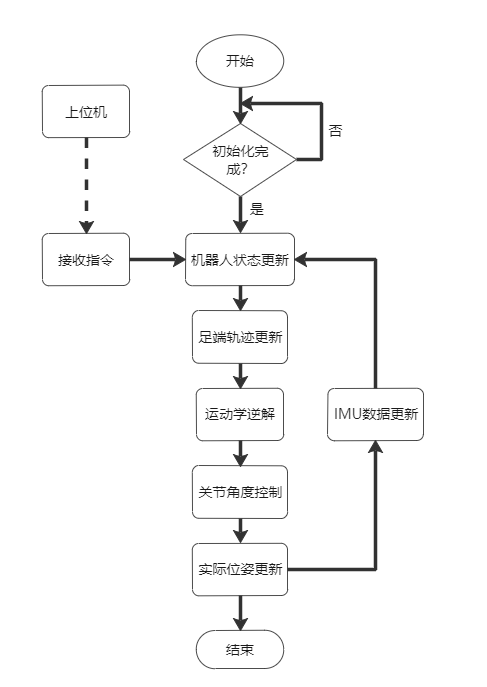 开始
上位机
否
初始化完
成?
是
接收指令
机器人状态更新
足端轨迹更新
运动学逆解
IMU数据更新
关节角度控制
实际位姿更新
结束